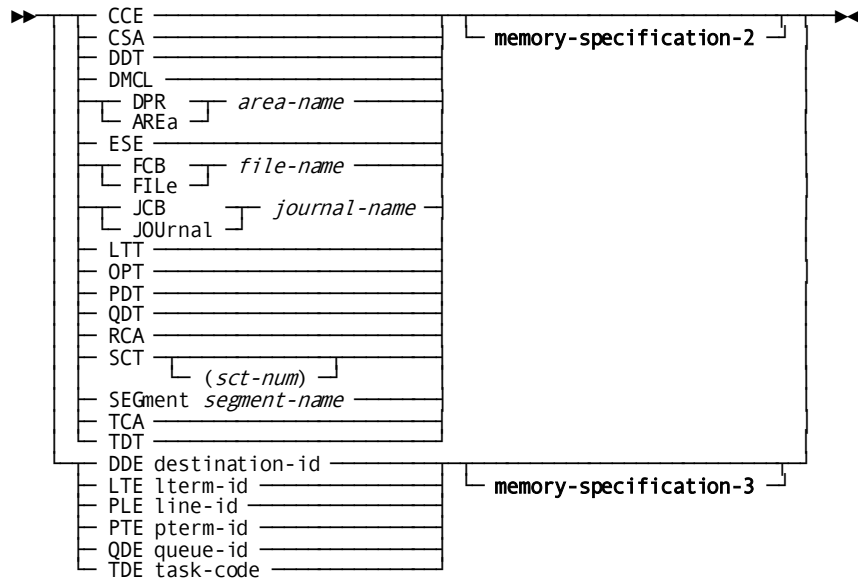 CCE
CSA
memory-specification-2
DDT
DMCL
DPR area-name
AREa
ESE
FCB file-name
FILe
JCB journal-name
JOUrnal
LTT
OPT
PDT
QDT
RCA
SCT
(sct-num)
SEGment segment-name
TCA
TDT
DDE destination-id
LTE lterm-id
memory-specification-3
PLE line-id
PTE pterm-id
QDE queue-id
TDE task-code